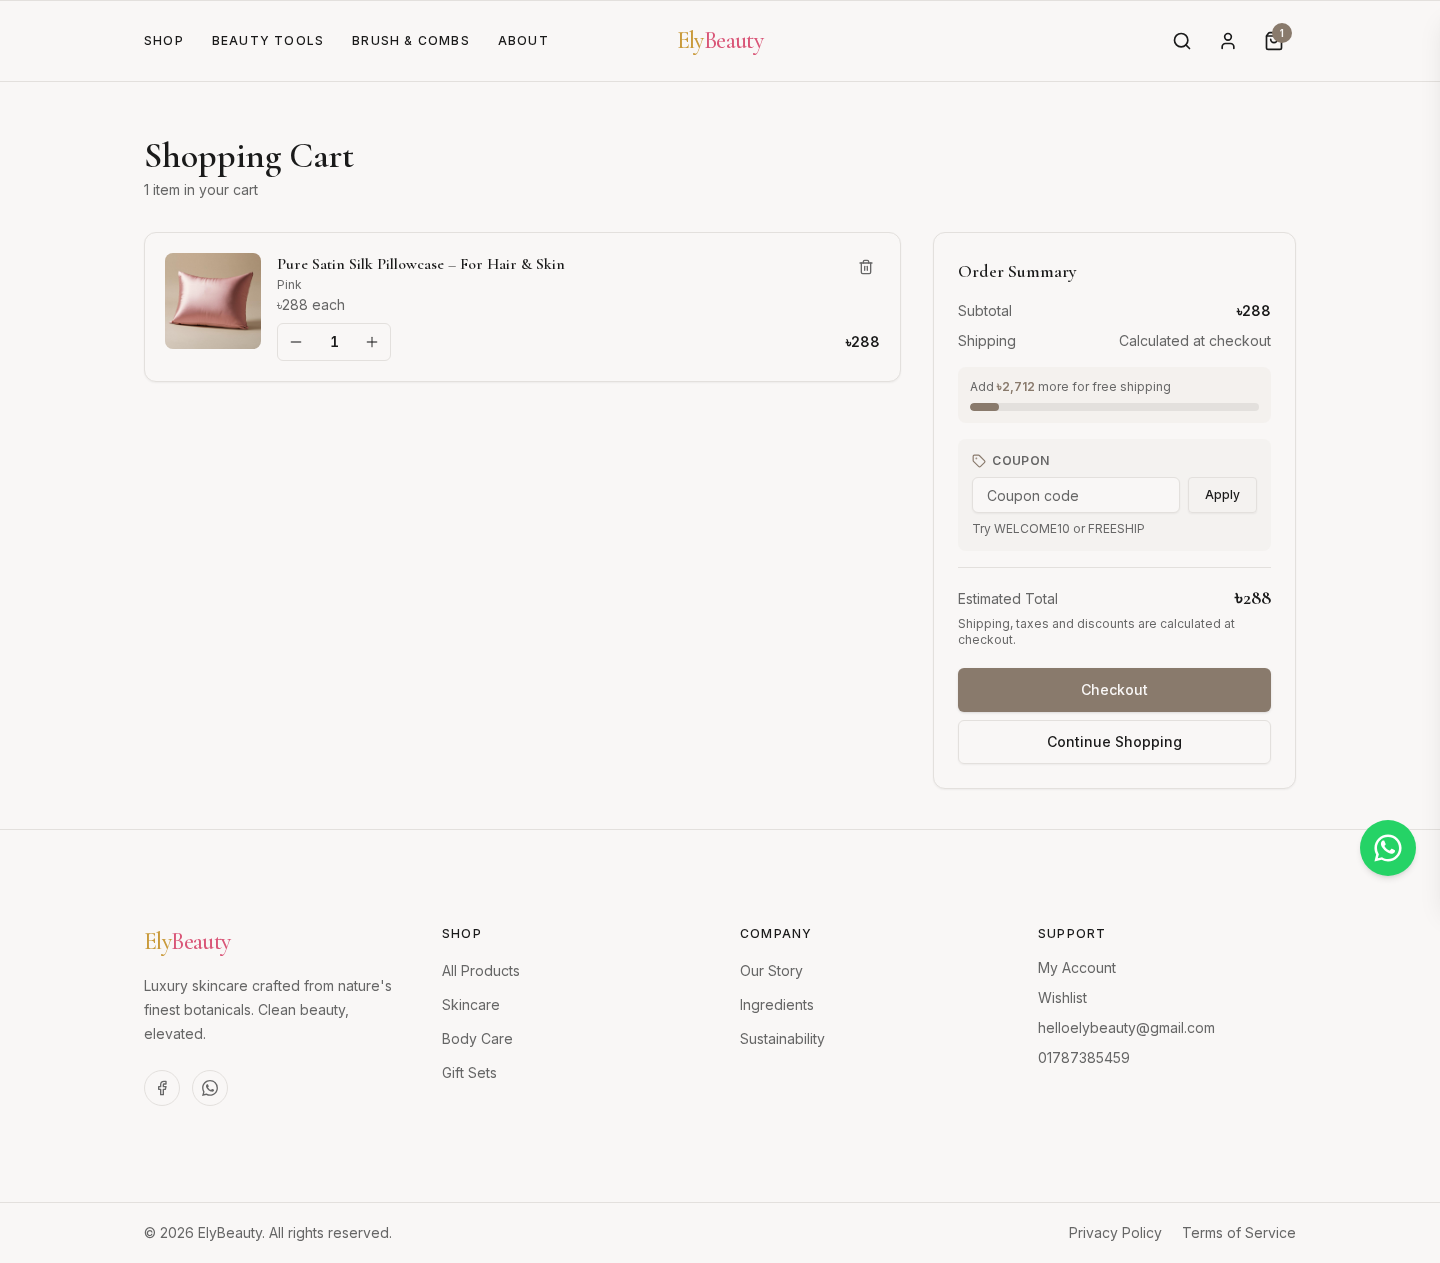 SHOP
BEAUTY TOOLS
BRUSH & COMBS
ABOUT
ElyBeauty
1
Shopping Cart
1 item in your cart
Pure Satin Silk Pillowcase – For Hair & Skin
Pink
৳288 each
1
৳288
Order Summary
Subtotal ৳288
Shipping Calculated at checkout
Add ৳2,712 more for free shipping
COUPON
Coupon code Apply
Try WELCOME10 or FREESHIP
Estimated Total ৳288
Shipping, taxes and discounts are calculated at
checkout.
Checkout
Continue Shopping
ElyBeauty
Luxury skincare crafted from nature's
finest botanicals. Clean beauty,
elevated.
SHOP
All Products
Skincare
Body Care
Gift Sets
COMPANY
Our Story
Ingredients
Sustainability
SUPPORT
My Account
Wishlist
helloelybeauty@gmail.com
01787385459
© 2026 ElyBeauty. All rights reserved.
Privacy Policy
Terms of Service